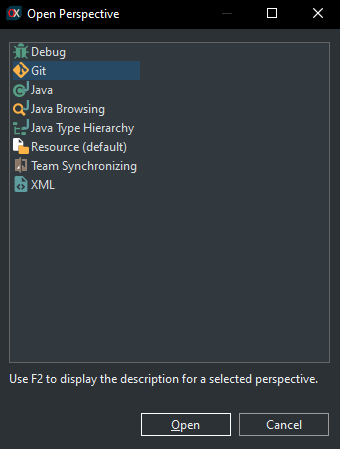 Open Perspective
Debug
Git
Java
Java Browsing
Java Type Hierarchy
Resource (default)
Team Synchronizing
XML
Use F2 to display the description for a selected perspective.
Open
Cancel